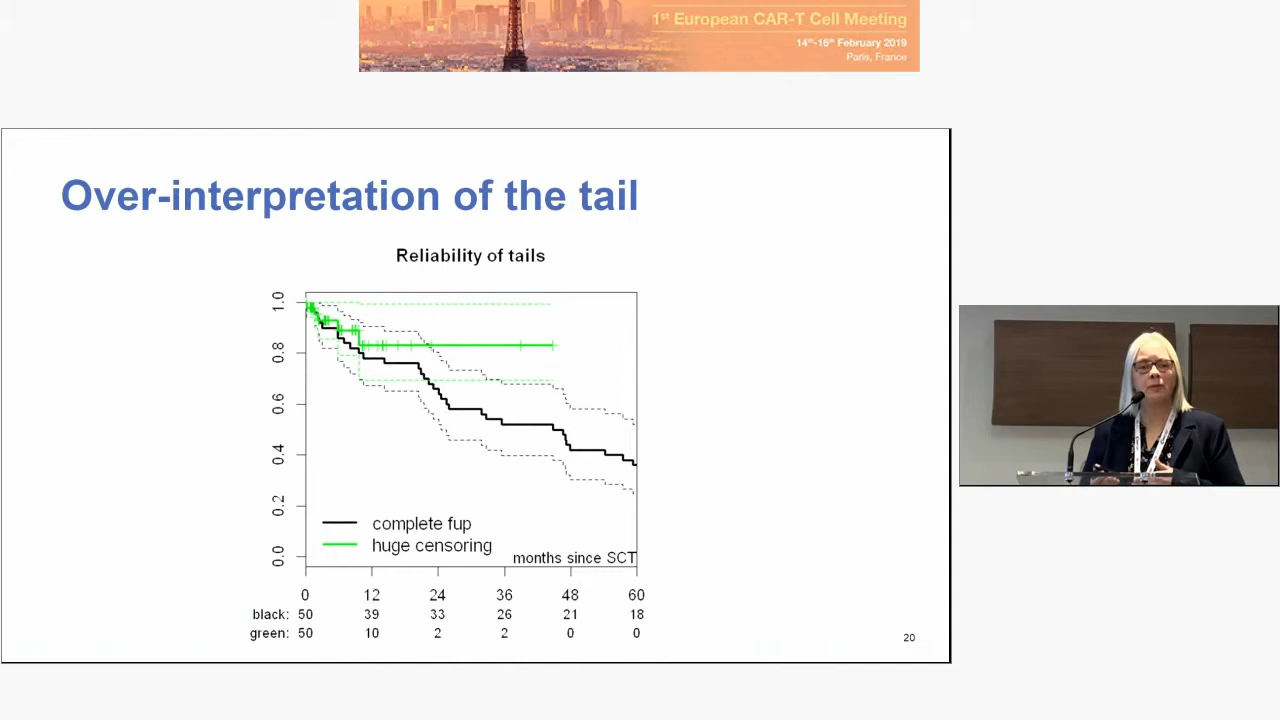 1st European CAR-T Cell Meeting
14th-16th February 2019
Paris, France
Over-interpretation of the tail
Reliability of tails
1.0
0.8
0.6
0.4
0.2
0.0
complete fup
huge censoring
months since SCT
0 12 24 36 48 60
black: 50 39 33 26 21 18
green: 50 10 2 2 0 0
20